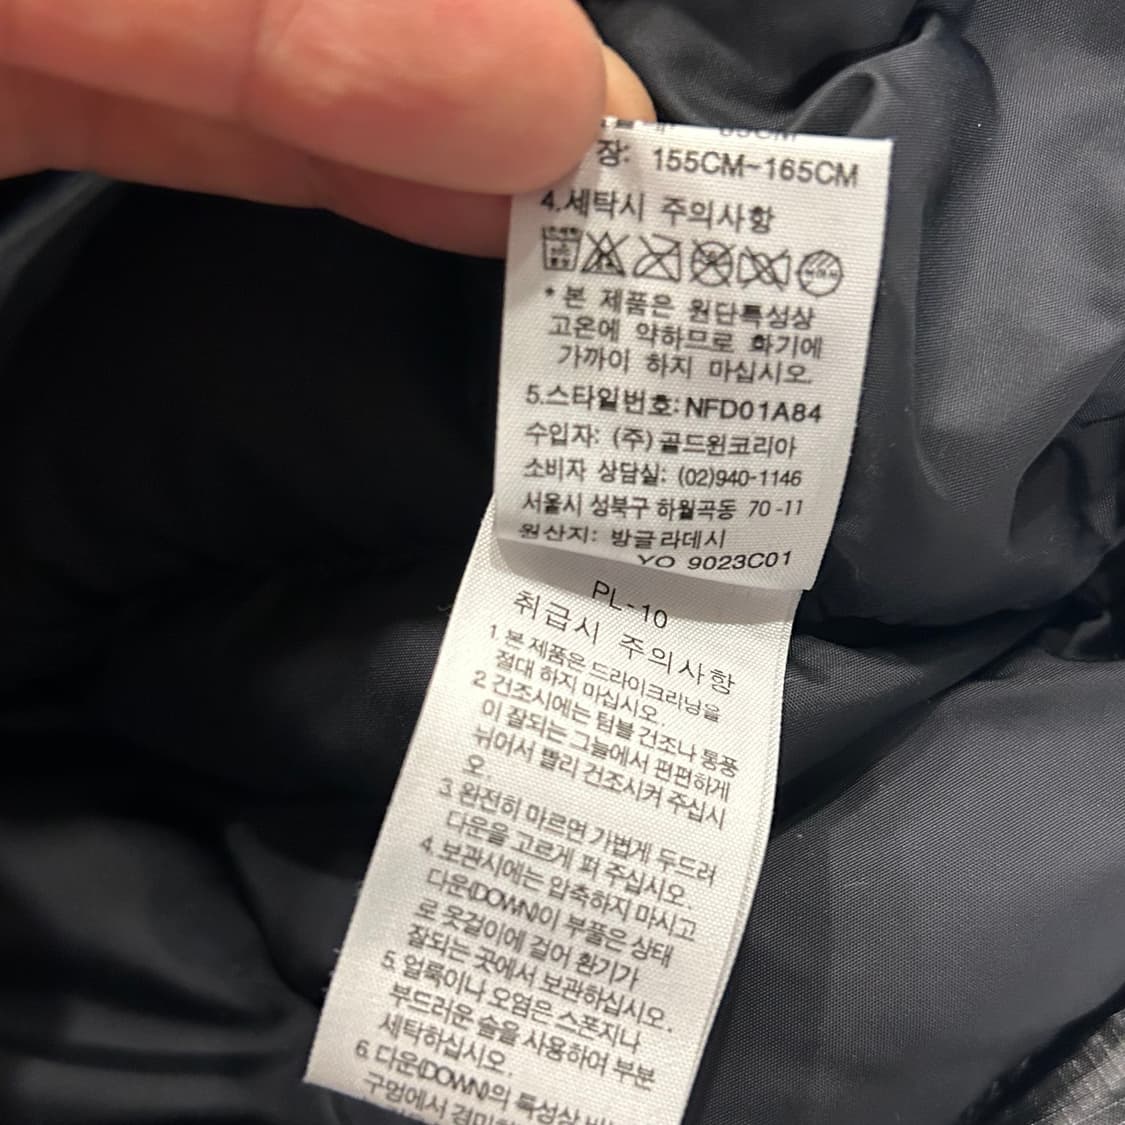 85CM
장: 155CM~165CM
4.세탁시 주의사항
* 본 제품은 원단특성상
고온에 약하므로 화기에
가까이 하지 마십시오.
5.스타일번호:NFD01A84
수입자: (주)골드윈코리아
소비자 상담실: (02)940-1146
서울시 성북구 하월곡동 70-11
원산지: 방글라데시
YO 9023C01
PL-10
취급시 주의사항
1.본 제품은 드라이크리닝을
절대 하지 마십시오.
2 건조시에는 텀블 건조나 통풍
이 잘되는 그늘에서 편편하게
뉘어서 빨리 건조시켜 주십시
오.
3. 완전히 마르면 가볍게 두드려
다운을 고르게 펴 주십시오.
4.보관시에는 압축하지 마시고
다운(DOWN)이 부풀은 상태
로 옷걸이에 걸어 환기가
잘되는 곳에서 보관하십시오.
5.얼룩이나 오염은 스폰지나
부드러운 솔을 사용하여 부분
세탁하십시오.
6.다운(DOWN)의 특성상
구멍에서